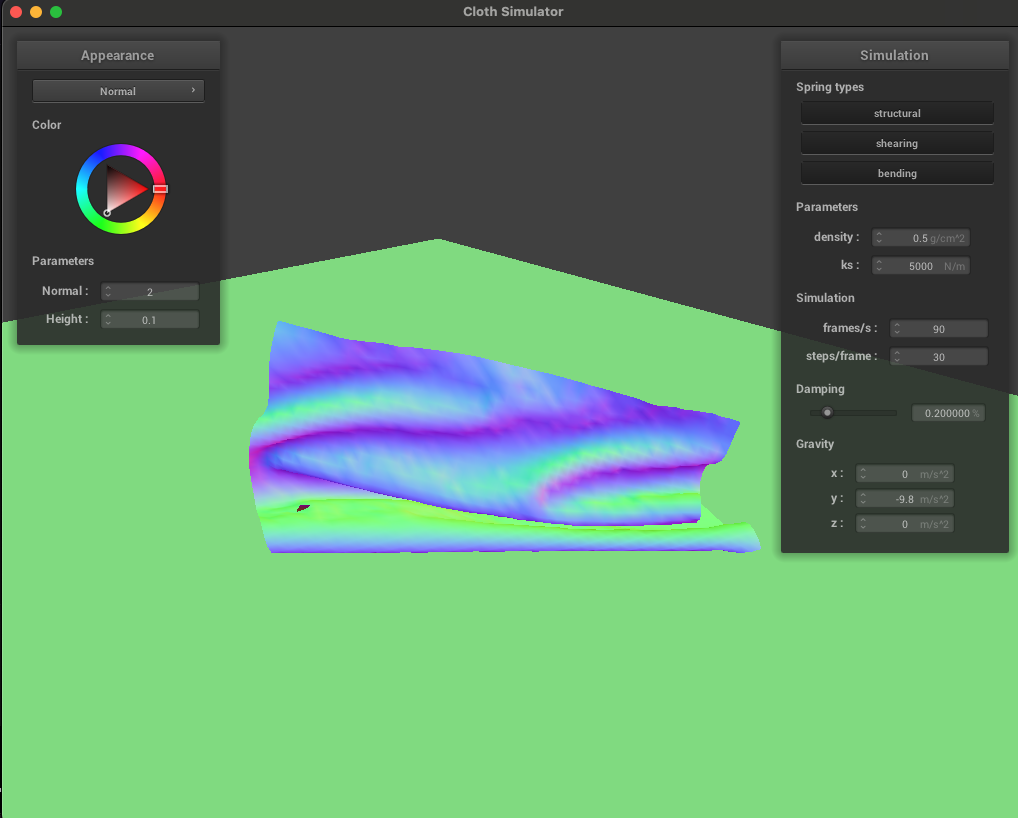 Cloth Simulator
Appearance
Normal
Color
Parameters
Normal : 2
Height : 0.1
Simulation
Spring types
structural
shearing
bending
Parameters
density : 0.5 g/cm^2
ks : 5000 N/m
Simulation
frames/s : 90
steps/frame : 30
Damping
0.200000 %
Gravity
x : 0 m/s^2
y : -9.8 m/s^2
z : 0 m/s^2